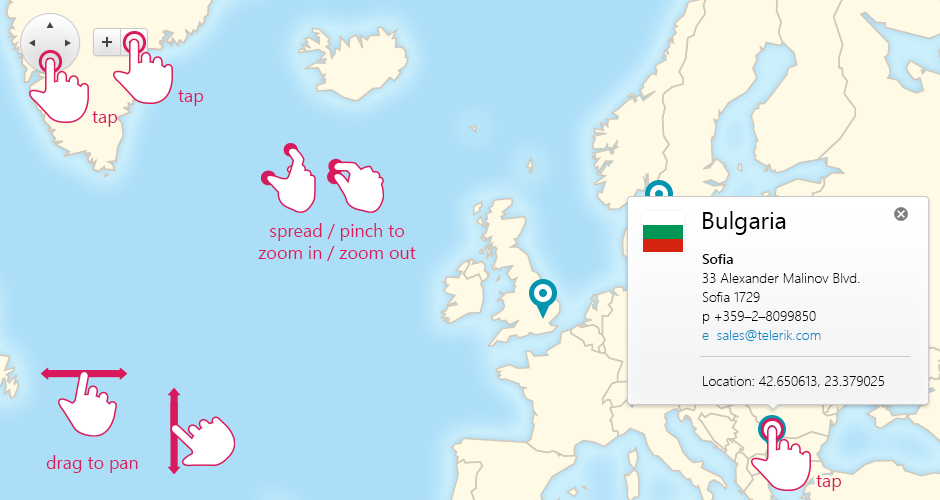 tap
tap
spread / pinch to
zoom in / zoom out
Bulgaria
Sofia
33 Alexander Malinov Blvd.
Sofia 1729
p +359–2–8099850
e sales@telerik.com
Location: 42.650613, 23.379025
drag to pan
tap